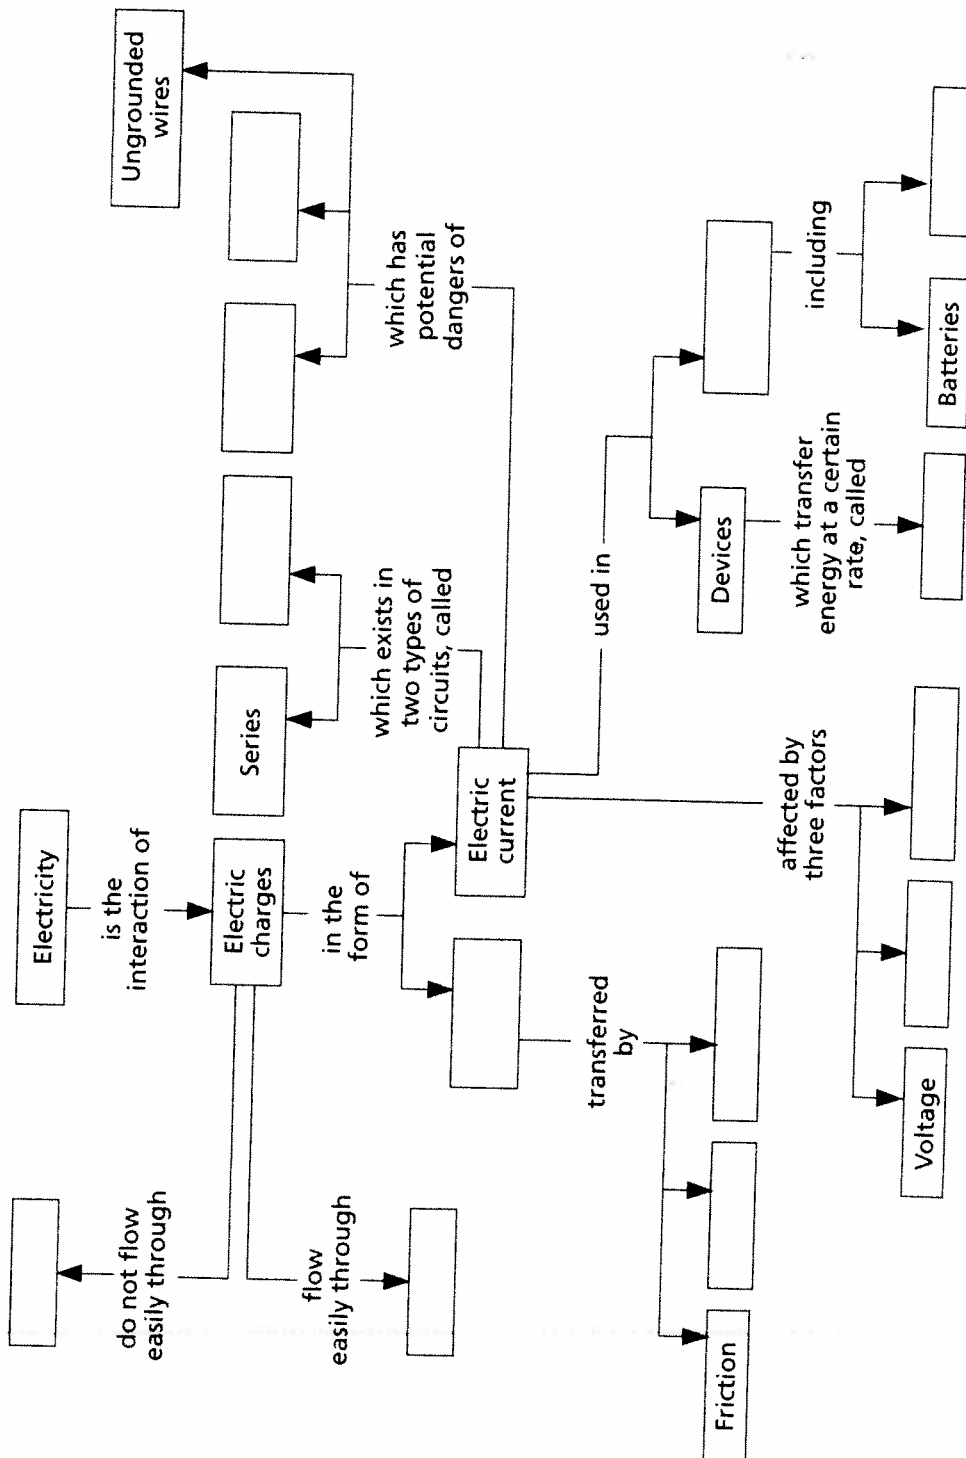 Electricity
is the
interaction of
Electric
charges
do not flow
easily through
flow
easily through
in the
form of
transferred
by
Friction
Electric
current
which exists in
two types of
circuits, called
Series
which has
potential
dangers of
Ungrounded
wires
used in
Devices
which transfer
energy at a certain
rate, called
including
Batteries
affected by
three factors
Voltage